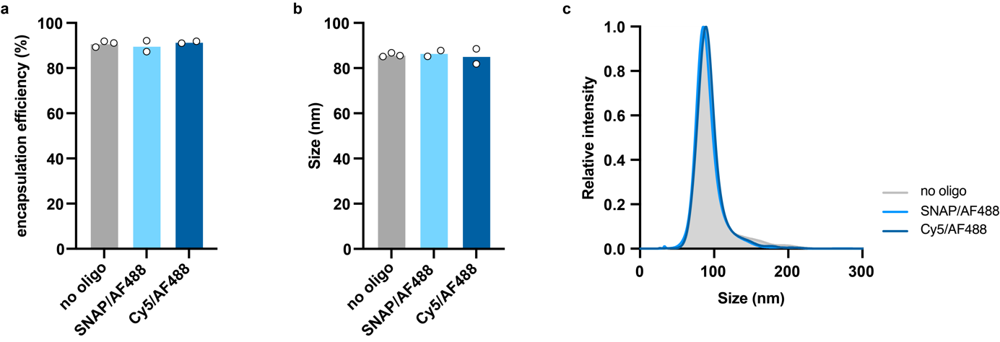 a
encapsulation efficiency (%)
100
80
60
40
20
0
no oligo
SNAP/AF488
Cy5/AF488
b
Size (nm)
100
80
60
40
20
0
no oligo
SNAP/AF488
Cy5/AF488
c
Relative intensity
1.0
0.8
0.6
0.4
0.2
0.0
0
100
200
300
Size (nm)
no oligo
SNAP/AF488
Cy5/AF488